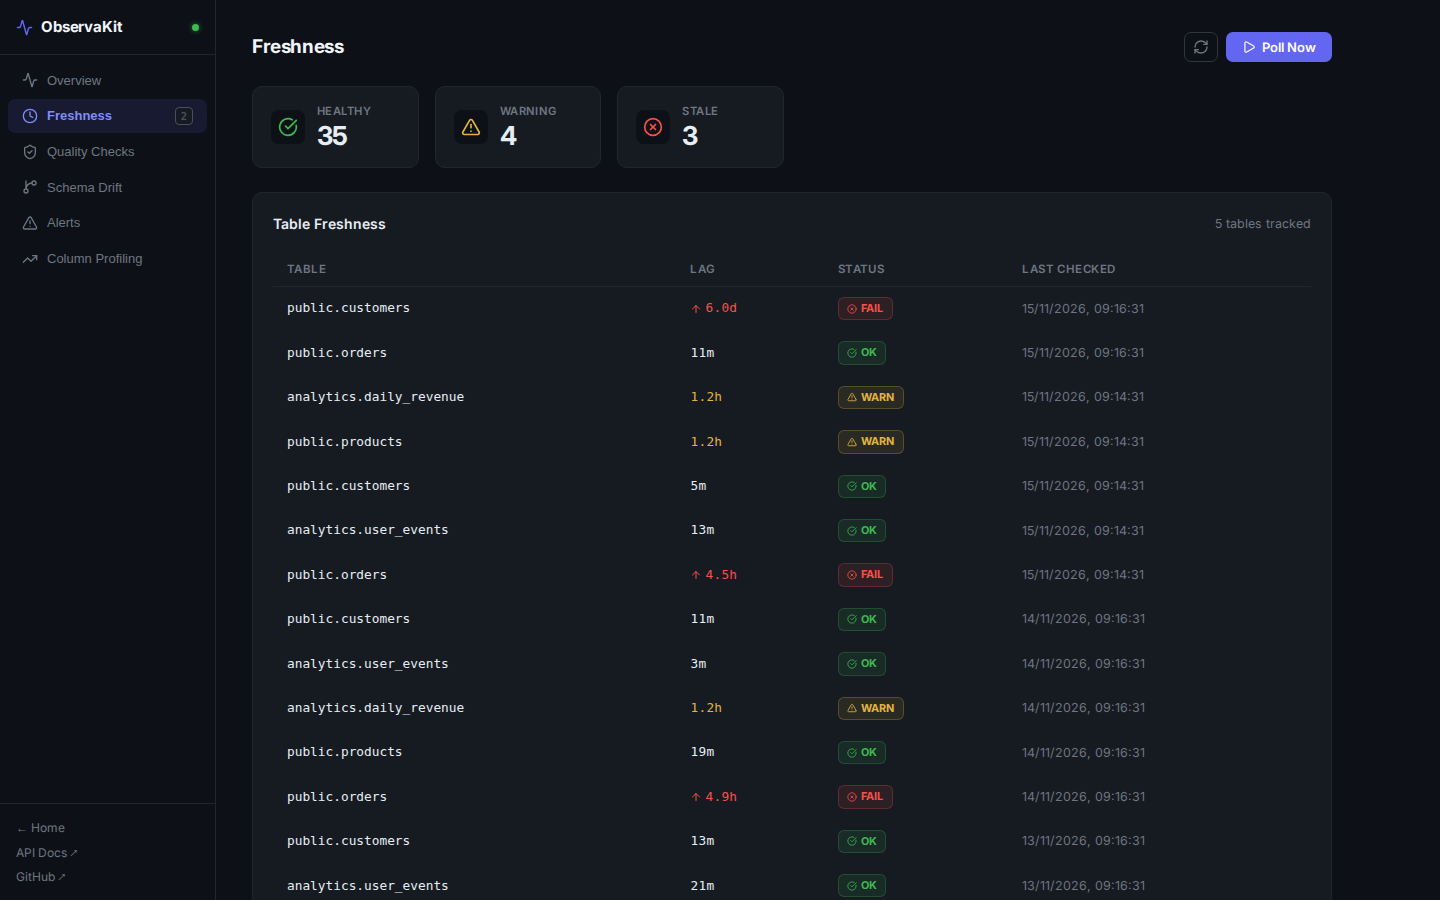 ObservaKit
Overview
Freshness 2
Quality Checks
Schema Drift
Alerts
Column Profiling
← Home
API Docs ↗
GitHub ↗
Freshness
Poll Now
HEALTHY
35
WARNING
4
STALE
3
Table Freshness
5 tables tracked
TABLE LAG STATUS LAST CHECKED
public.customers ↑ 6.0d FAIL 15/11/2026, 09:16:31
public.orders 11m OK 15/11/2026, 09:16:31
analytics.daily_revenue 1.2h WARN 15/11/2026, 09:14:31
public.products 1.2h WARN 15/11/2026, 09:14:31
public.customers 5m OK 15/11/2026, 09:14:31
analytics.user_events 13m OK 15/11/2026, 09:14:31
public.orders ↑ 4.5h FAIL 15/11/2026, 09:14:31
public.customers 11m OK 14/11/2026, 09:16:31
analytics.user_events 3m OK 14/11/2026, 09:16:31
analytics.daily_revenue 1.2h WARN 14/11/2026, 09:16:31
public.products 19m OK 14/11/2026, 09:16:31
public.orders ↑ 4.9h FAIL 14/11/2026, 09:16:31
public.customers 13m OK 13/11/2026, 09:16:31
analytics.user_events 21m OK 13/11/2026, 09:16:31